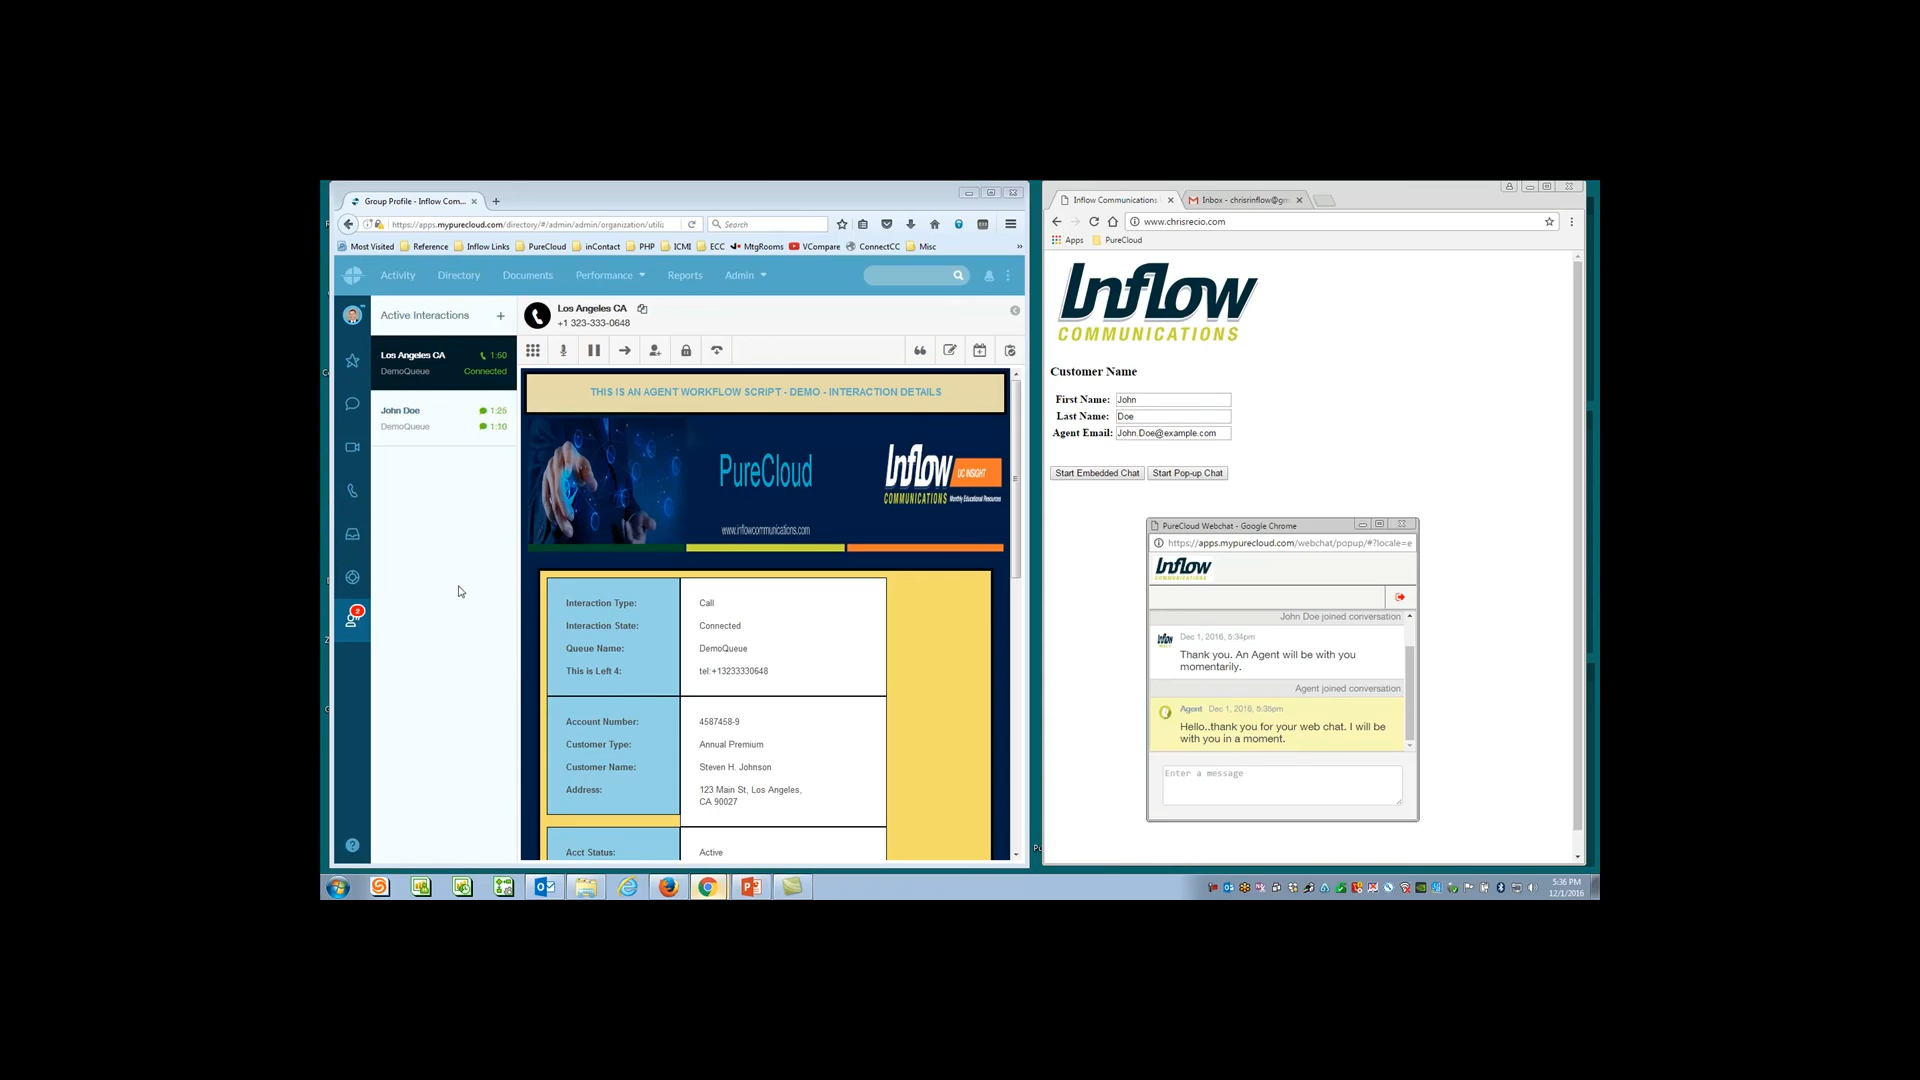 Group Profile - Inflow Com...
https://apps.mypurecloud.com/directory/#/admin/admin/organization/utiliz
Search
Most Visited
Reference
Inflow Links
PureCloud
inContact
PHP
ICMI
ECC
MtgRooms
VCompare
ConnectCC
Misc
»
Activity
Directory
Documents
Performance
Reports
Admin
Active Interactions
+
Los Angeles CA
1:50
DemoQueue
Connected
John Doe
1:25
DemoQueue
1:10
2
Los Angeles CA
+1 323-333-0648
THIS IS AN AGENT WORKFLOW SCRIPT - DEMO - INTERACTION DETAILS
PureCloud
www.inflowcommunications.com
Inflow
COMMUNICATIONS
UC INSIGHT
Monthly Educational Resources
Interaction Type: Call
Interaction State: Connected
Queue Name: DemoQueue
This is Left 4: tel:+13233330648
Account Number: 4587458-9
Customer Type: Annual Premium
Customer Name: Steven H. Johnson
Address: 123 Main St, Los Angeles,
CA 90027
Acct Status: Active
Inflow Communications
Inbox - chrisrinflow@gm
www.chrisrecio.com
Apps
PureCloud
Inflow
COMMUNICATIONS
Customer Name
First Name: John
Last Name: Doe
Agent Email: John.Doe@example.com
Start Embedded Chat
Start Pop-up Chat
PureCloud Webchat - Google Chrome
https://apps.mypurecloud.com/webchat/popup/#?locale=e
Inflow
COMMUNICATIONS
John Doe joined conversation
Dec 1, 2016, 5:34pm
Thank you. An Agent will be with you
momentarily.
Agent joined conversation
Agent Dec 1, 2016, 5:35pm
Hello..thank you for your web chat. I will be
with you in a moment.
Enter a message
5:36 PM
12/1/2016